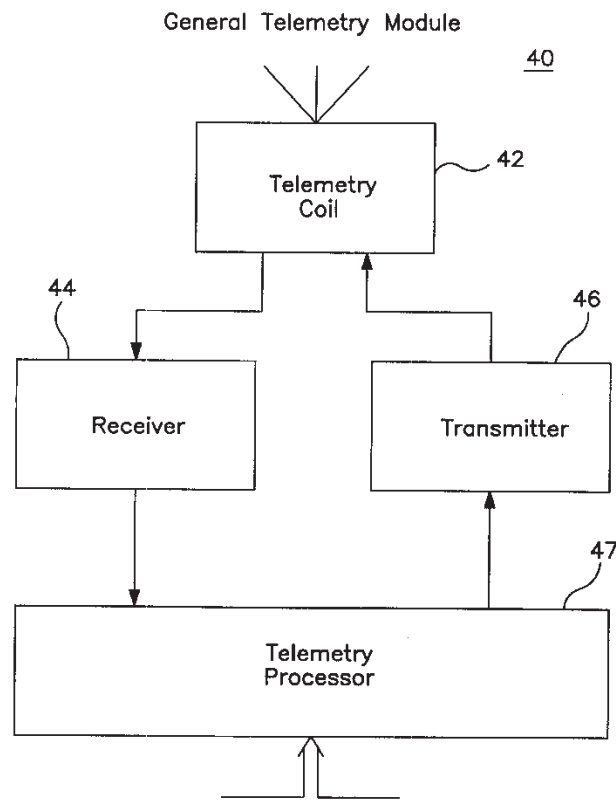 General Telemetry Module
40
Telemetry
Coil
42
44
Receiver
46
Transmitter
47
Telemetry
Processor